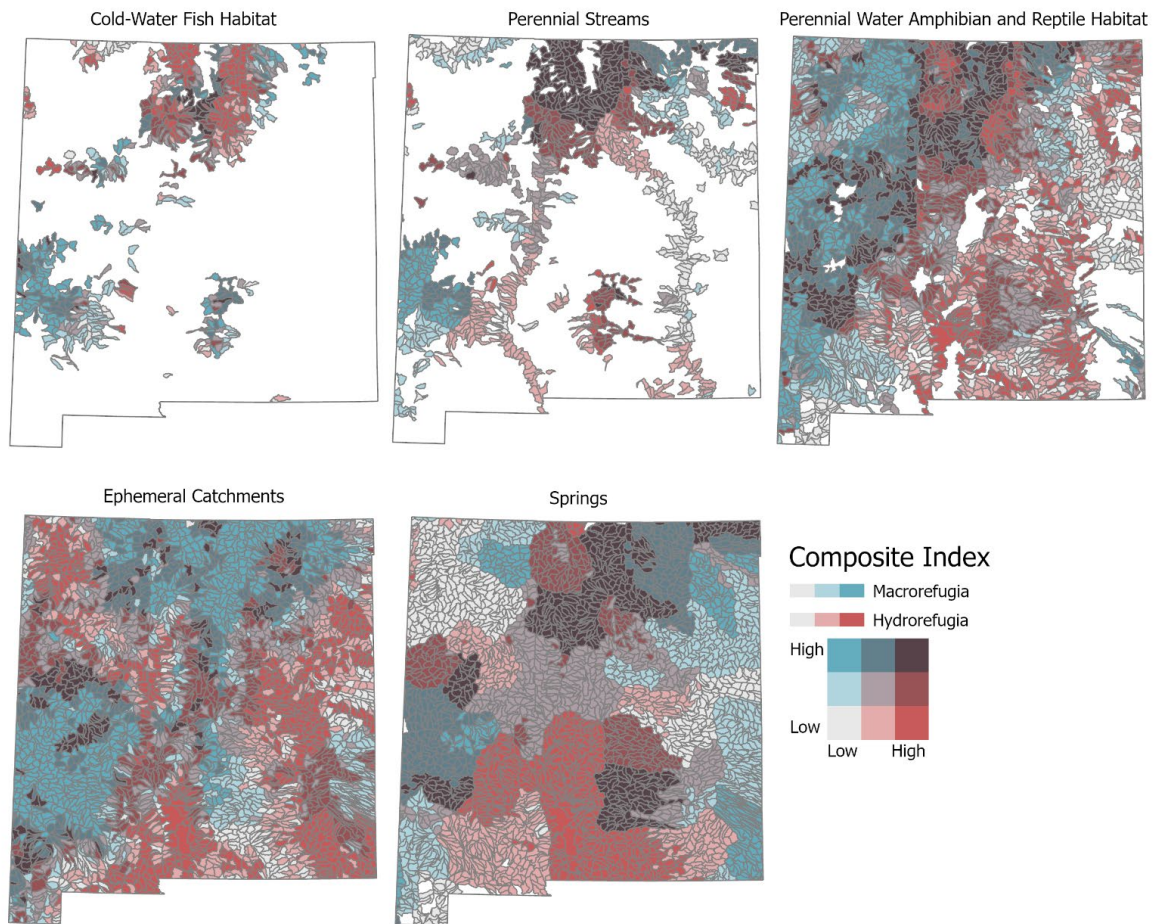 Cold-Water Fish Habitat
Perennial Streams
Perennial Water Amphibian and Reptile Habitat
Ephemeral Catchments
Springs
Composite Index
Macrorefugia
Hydrorefugia
High
Low
Low
High